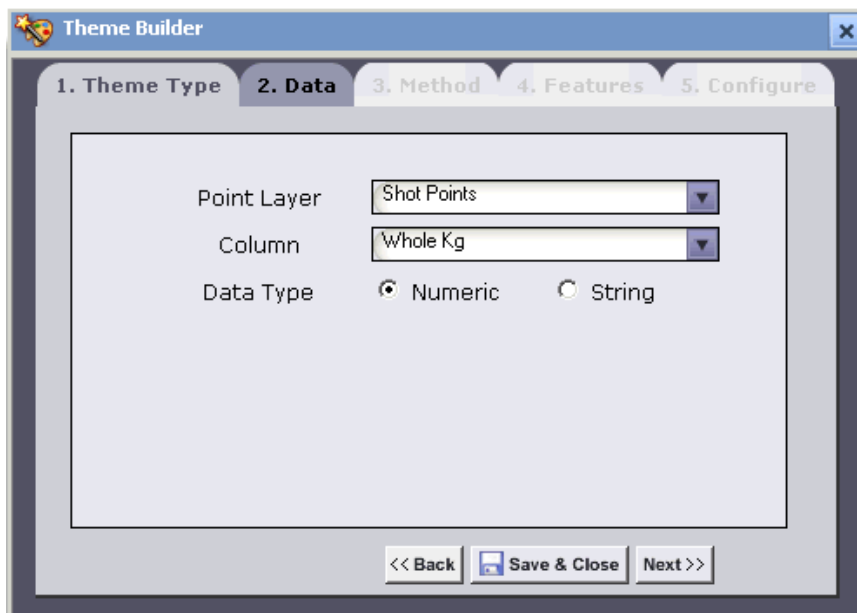 Theme Builder
1. Theme Type 2. Data 3. Method 4. Features 5. Configure
Point Layer Shot Points
Column Whole Kg
Data Type Numeric String
<< Back Save & Close Next >>